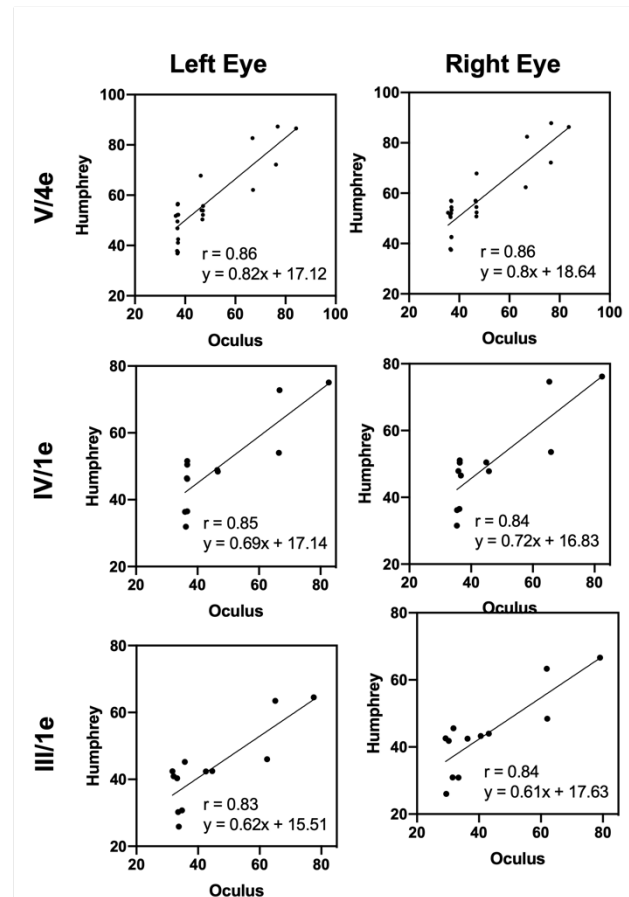 Left Eye
Right Eye
V/4e
Humphrey
100
80
60
40
20
r = 0.86
y = 0.82x + 17.12
20 40 60 80 100
Oculus
Humphrey
100
80
60
40
20
r = 0.86
y = 0.8x + 18.64
20 40 60 80 100
Oculus
IV/1e
Humphrey
80
60
40
20
r = 0.85
y = 0.69x + 17.14
20 40 60 80
Oculus
Humphrey
80
60
40
20
r = 0.84
y = 0.72x + 16.83
20 40 60 80
Oculus
III/1e
Humphrey
80
60
40
20
r = 0.83
y = 0.62x + 15.51
20 40 60 80
Oculus
Humphrey
80
60
40
20
r = 0.84
y = 0.61x + 17.63
20 40 60 80
Oculus